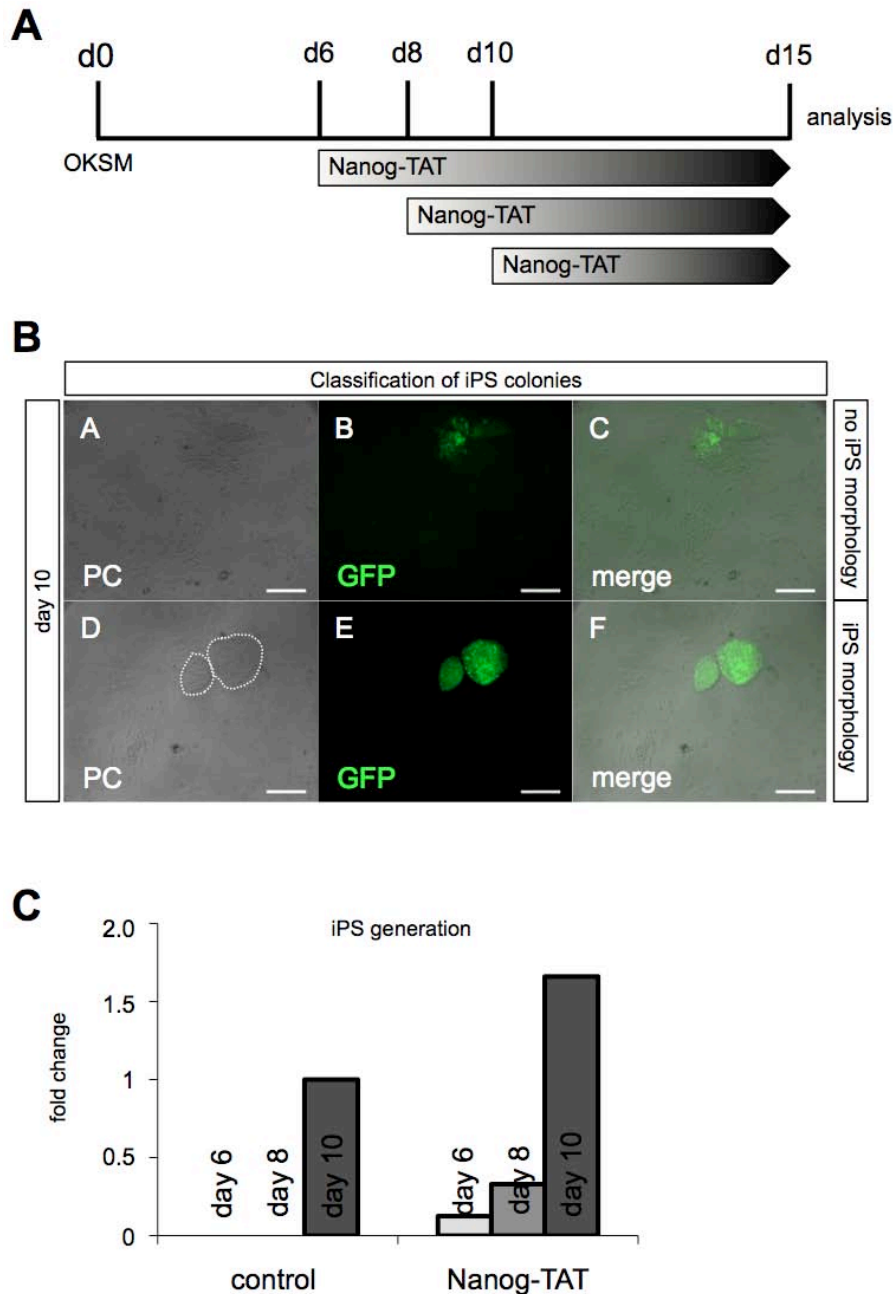 A
d0 d6 d8 d10 d15
analysis
OKSM
Nanog-TAT
Nanog-TAT
Nanog-TAT
B
Classification of iPS colonies
day 10
A B C
PC GFP merge
no iPS morphology
D E F
PC GFP merge
iPS morphology
C
iPS generation
fold change
2.0
1.5
1
0.5
0
day 6 day 8 day 10 day 6 day 8 day 10
control Nanog-TAT